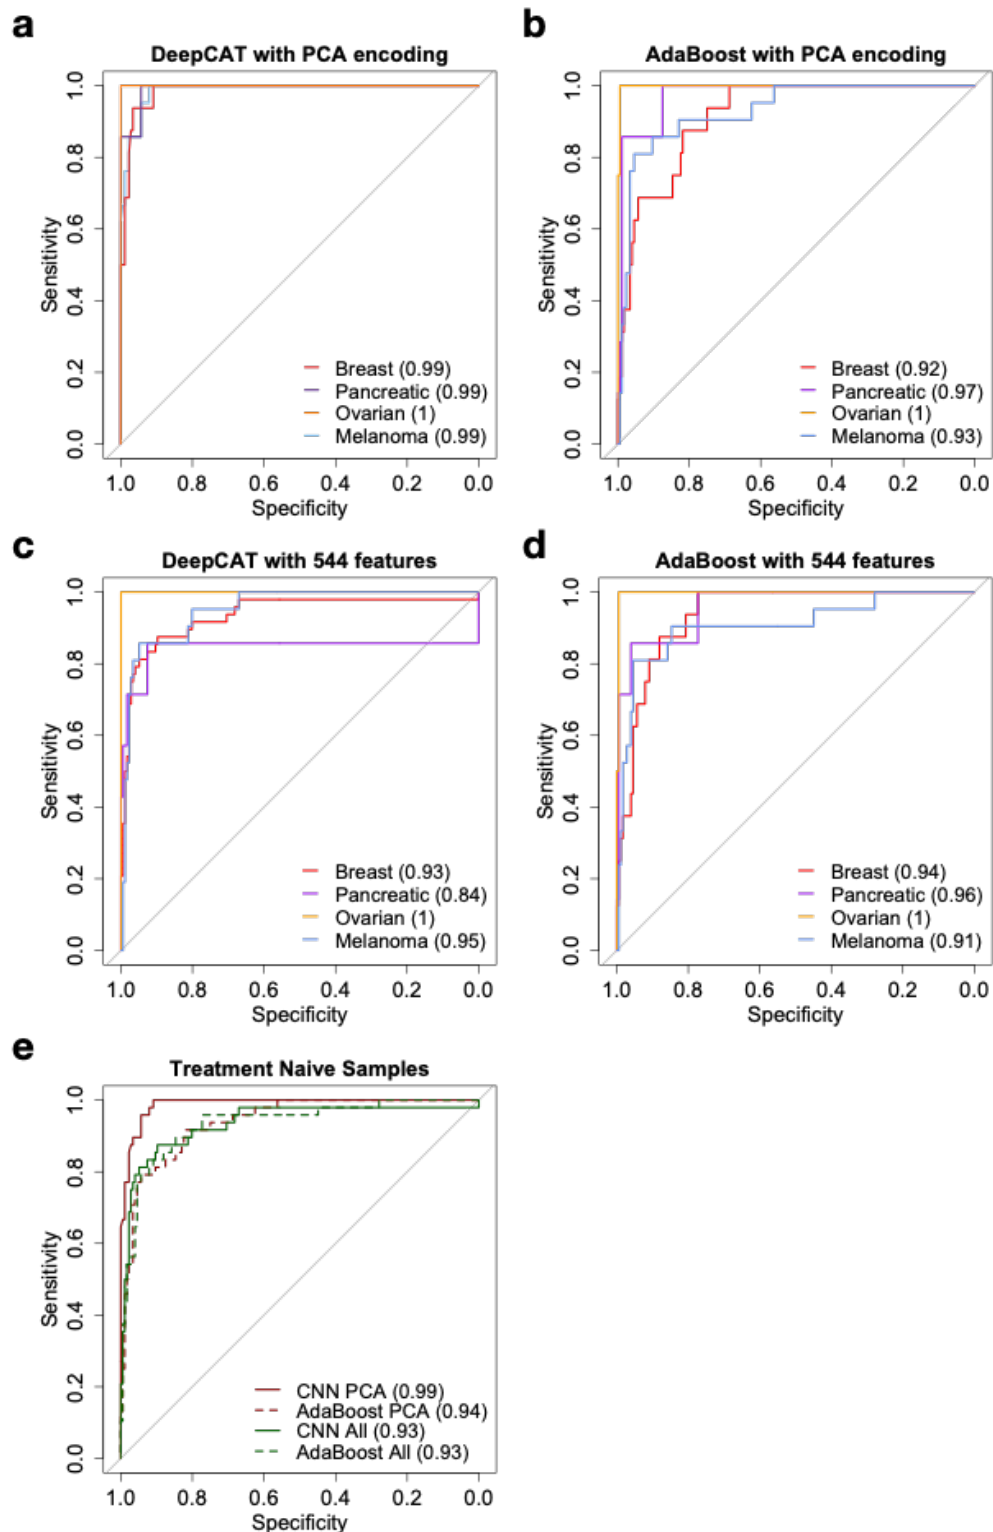 a
DeepCAT with PCA encoding
Sensitivity
0.0 0.2 0.4 0.6 0.8 1.0
Breast (0.99)
Pancreatic (0.99)
Ovarian (1)
Melanoma (0.99)
1.0 0.8 0.6 0.4 0.2 0.0
Specificity
b
AdaBoost with PCA encoding
Sensitivity
0.0 0.2 0.4 0.6 0.8 1.0
Breast (0.92)
Pancreatic (0.97)
Ovarian (1)
Melanoma (0.93)
1.0 0.8 0.6 0.4 0.2 0.0
Specificity
c
DeepCAT with 544 features
Sensitivity
0.0 0.2 0.4 0.6 0.8 1.0
Breast (0.93)
Pancreatic (0.84)
Ovarian (1)
Melanoma (0.95)
1.0 0.8 0.6 0.4 0.2 0.0
Specificity
d
AdaBoost with 544 features
Sensitivity
0.0 0.2 0.4 0.6 0.8 1.0
Breast (0.94)
Pancreatic (0.96)
Ovarian (1)
Melanoma (0.91)
1.0 0.8 0.6 0.4 0.2 0.0
Specificity
e
Treatment Naive Samples
Sensitivity
0.0 0.2 0.4 0.6 0.8 1.0
CNN PCA (0.99)
AdaBoost PCA (0.94)
CNN All (0.93)
AdaBoost All (0.93)
1.0 0.8 0.6 0.4 0.2 0.0
Specificity